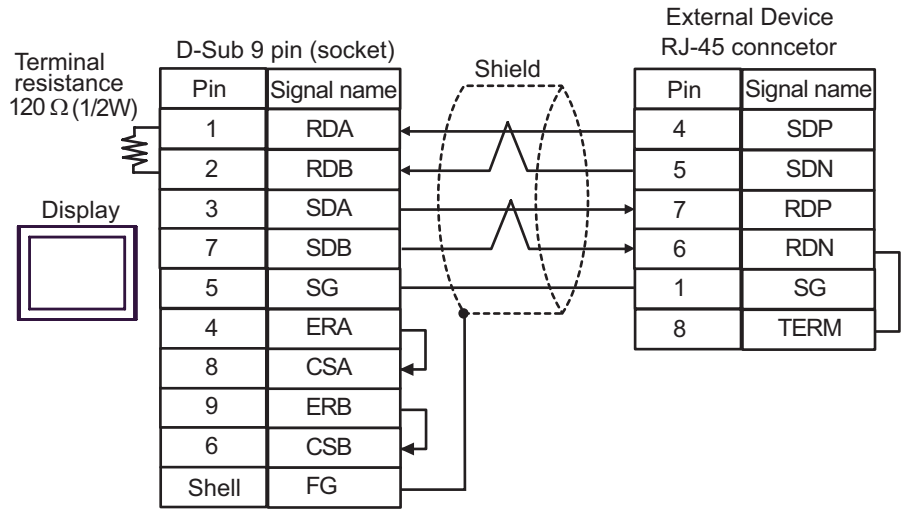 External Device
RJ-45 conncetor
D-Sub 9 pin (socket)
Terminal
resistance
120 Ω (1/2W)
Shield
Display
Pin Signal name
1 RDA
2 RDB
3 SDA
7 SDB
5 SG
4 ERA
8 CSA
9 ERB
6 CSB
Shell FG
Pin Signal name
4 SDP
5 SDN
7 RDP
6 RDN
1 SG
8 TERM